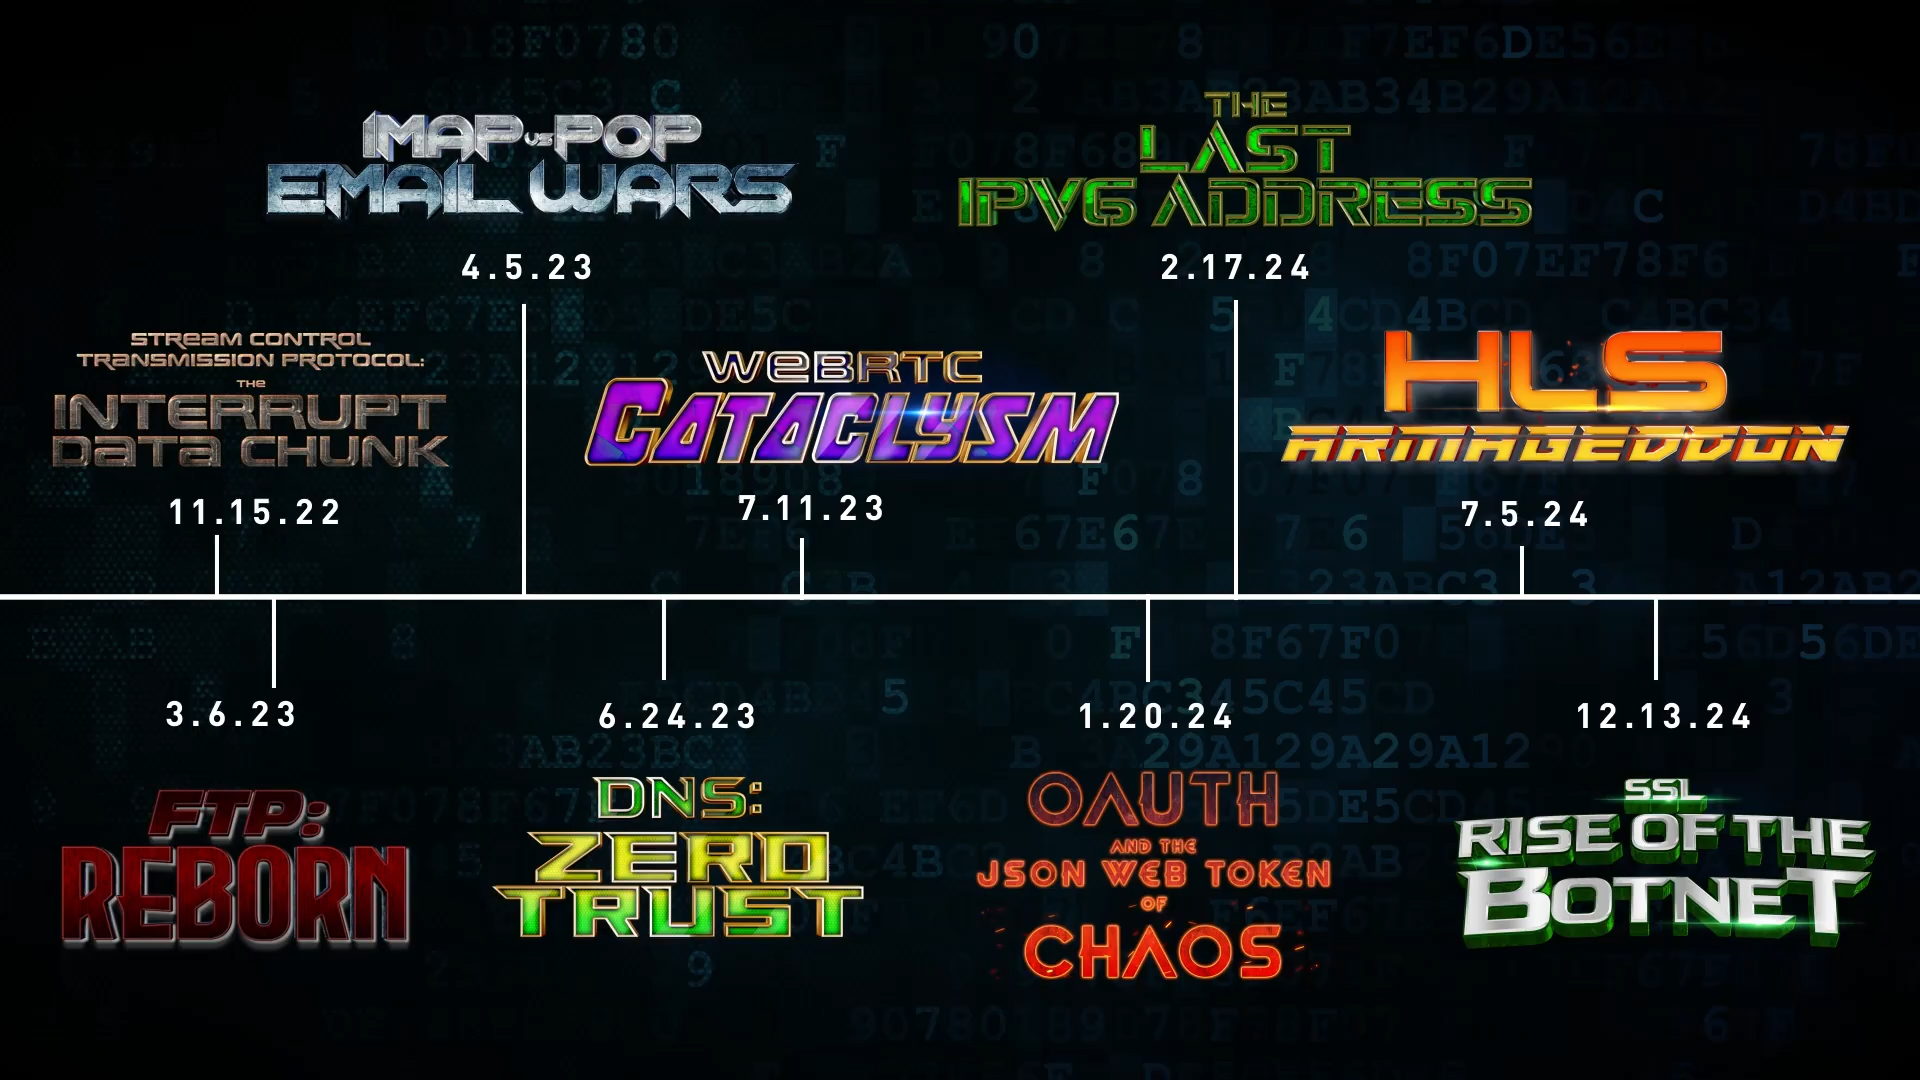 IMAP vs POP
EMAIL WARS
4.5.23
THE
LAST
IPV6 ADDRESS
2.17.24
STREAM CONTROL
TRANSMISSION PROTOCOL:
THE
INTERRUPT
DATA CHUNK
11.15.22
WEBRTC
CATACLYSM
7.11.23
HLS
ARMAGEDDON
7.5.24
3.6.23
FTP:
REBORN
6.24.23
DNS:
ZERO
TRUST
1.20.24
OAUTH
AND THE
JSON WEB TOKEN
OF
CHAOS
12.13.24
SSL
RISE OF THE
BOTNET